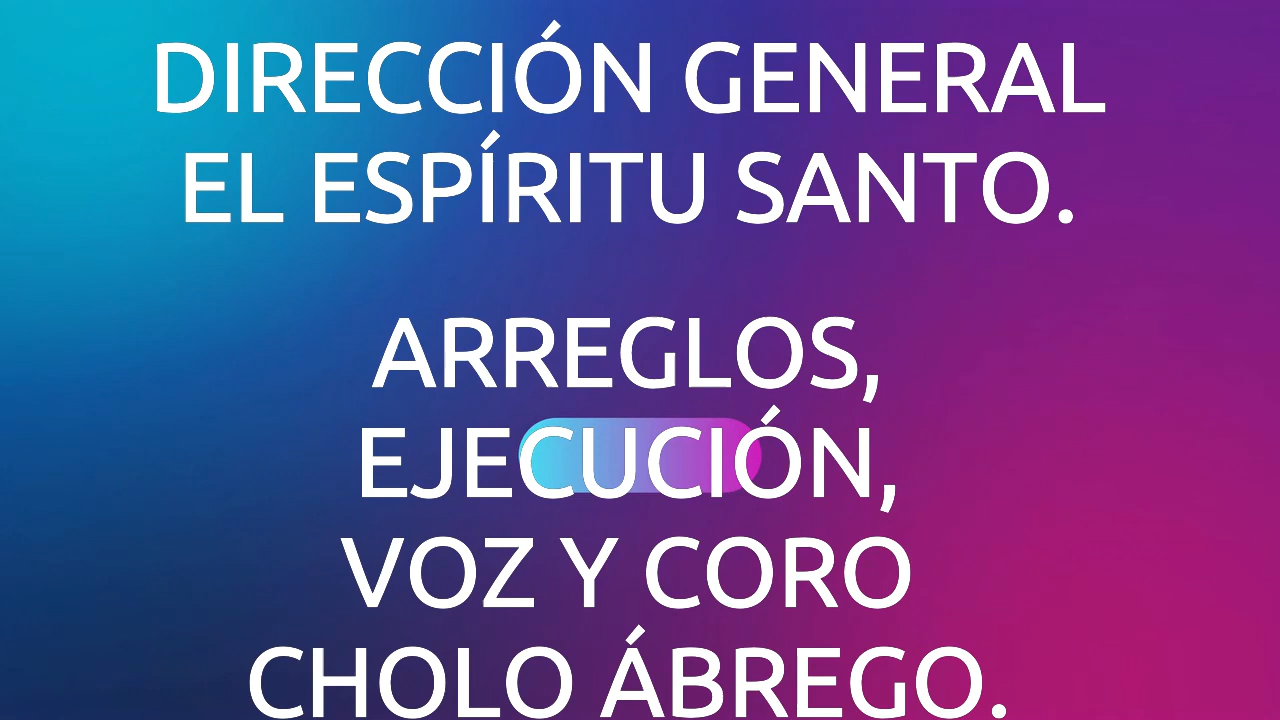 DIRECCIÓN GENERAL
EL ESPÍRITU SANTO.
ARREGLOS,
EJECUCIÓN,
VOZ Y CORO
CHOLO ÁBREGO.